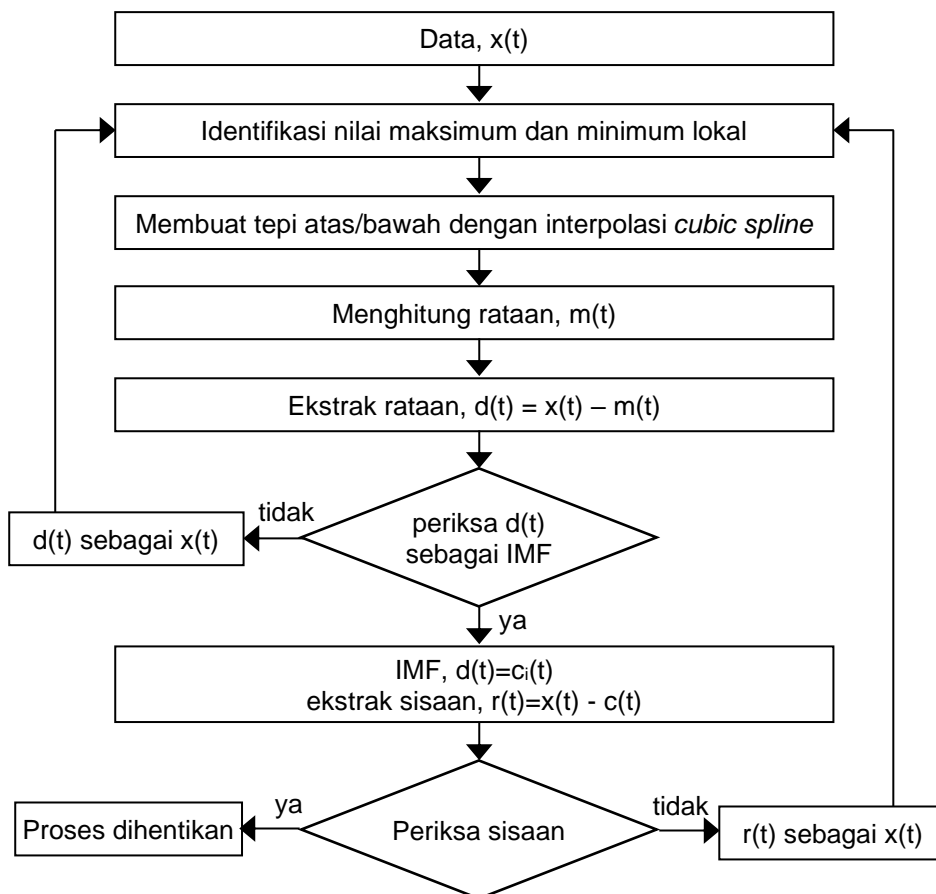 Data, x(t)
Identifikasi nilai maksimum dan minimum lokal
Membuat tepi atas/bawah dengan interpolasi cubic spline
Menghitung rataan, m(t)
Ekstrak rataan, d(t) = x(t) – m(t)
tidak
periksa d(t)
sebagai IMF
d(t) sebagai x(t)
ya
IMF, d(t)=cᵢ(t)
ekstrak sisaan, r(t)=x(t) - c(t)
ya
tidak
Proses dihentikan
Periksa sisaan
r(t) sebagai x(t)